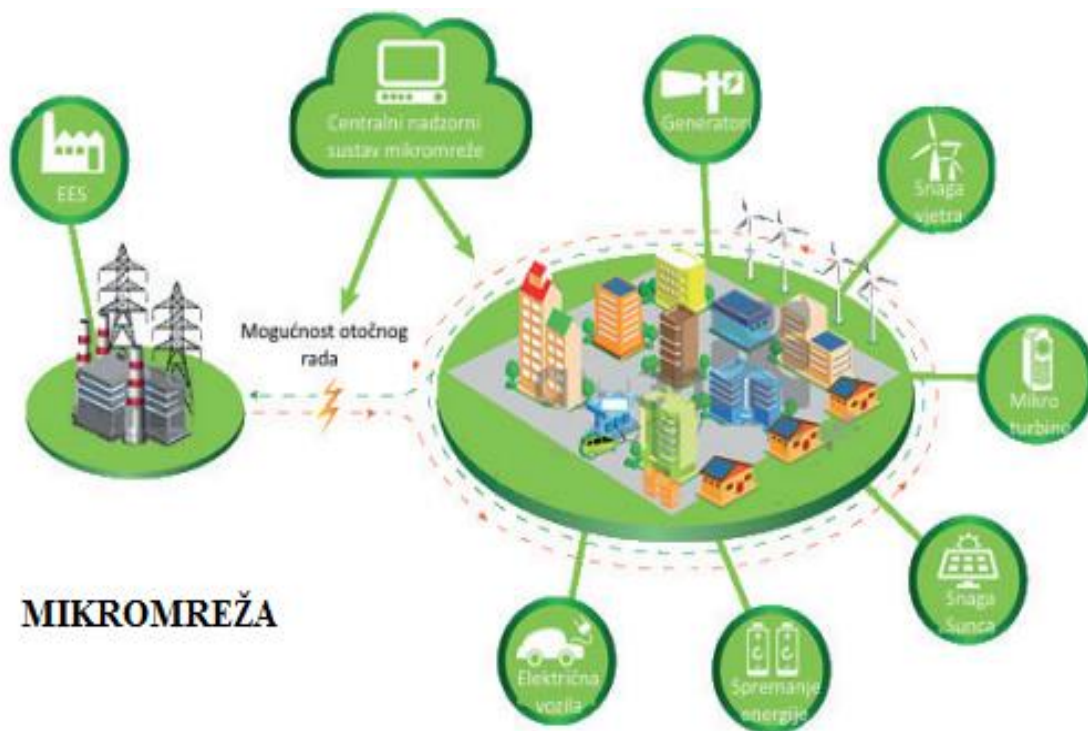 Centralni nadzorni
sustav mikromreže
EES
Generatori
Snaga
vjetra
Mogućnost otočnog
rada
Mikro
turbine
Snaga
Sunca
Električna
vozila
Spremanje
energije
MIKROMREŽA